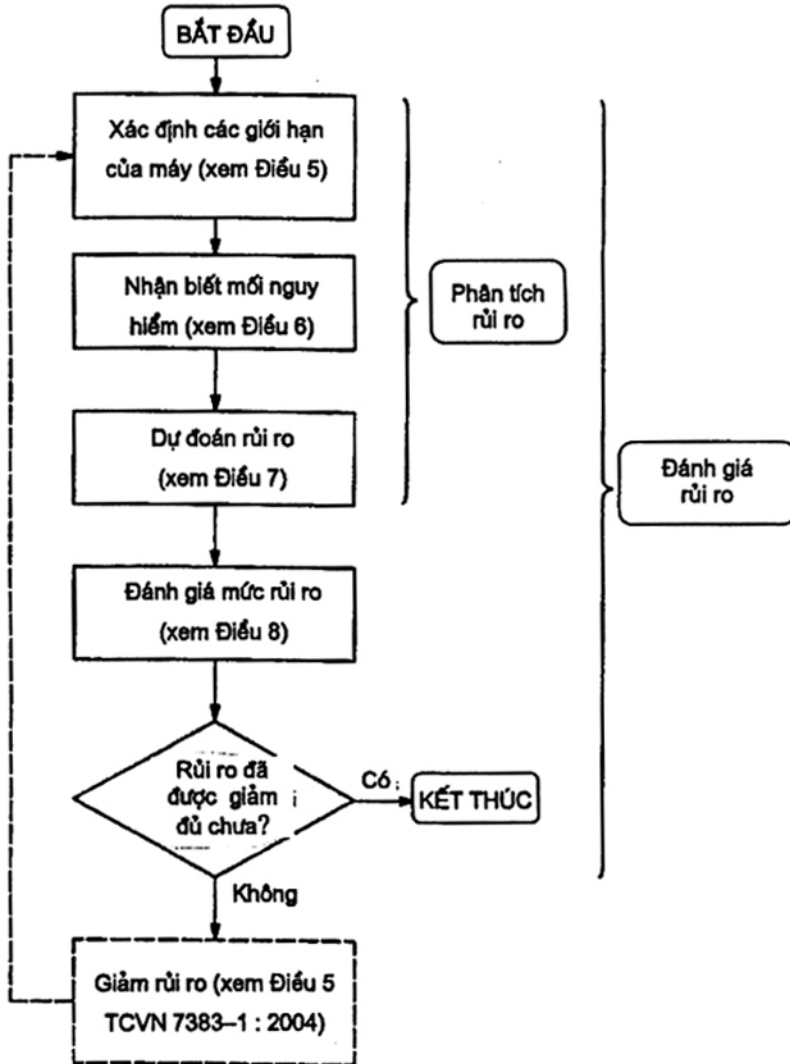 BẮT ĐẦU
Xác định các giới hạn
của máy (xem Điều 5)
Nhận biết mối nguy
hiểm (xem Điều 6)
Phân tích
rủi ro
Dự đoán rủi ro
(xem Điều 7)
Đánh giá
rủi ro
Đánh giá mức rủi ro
(xem Điều 8)
Rủi ro đã
được giảm
đủ chưa?
Có
KẾT THÚC
Không
Giảm rủi ro (xem Điều 5
TCVN 7383–1 : 2004)